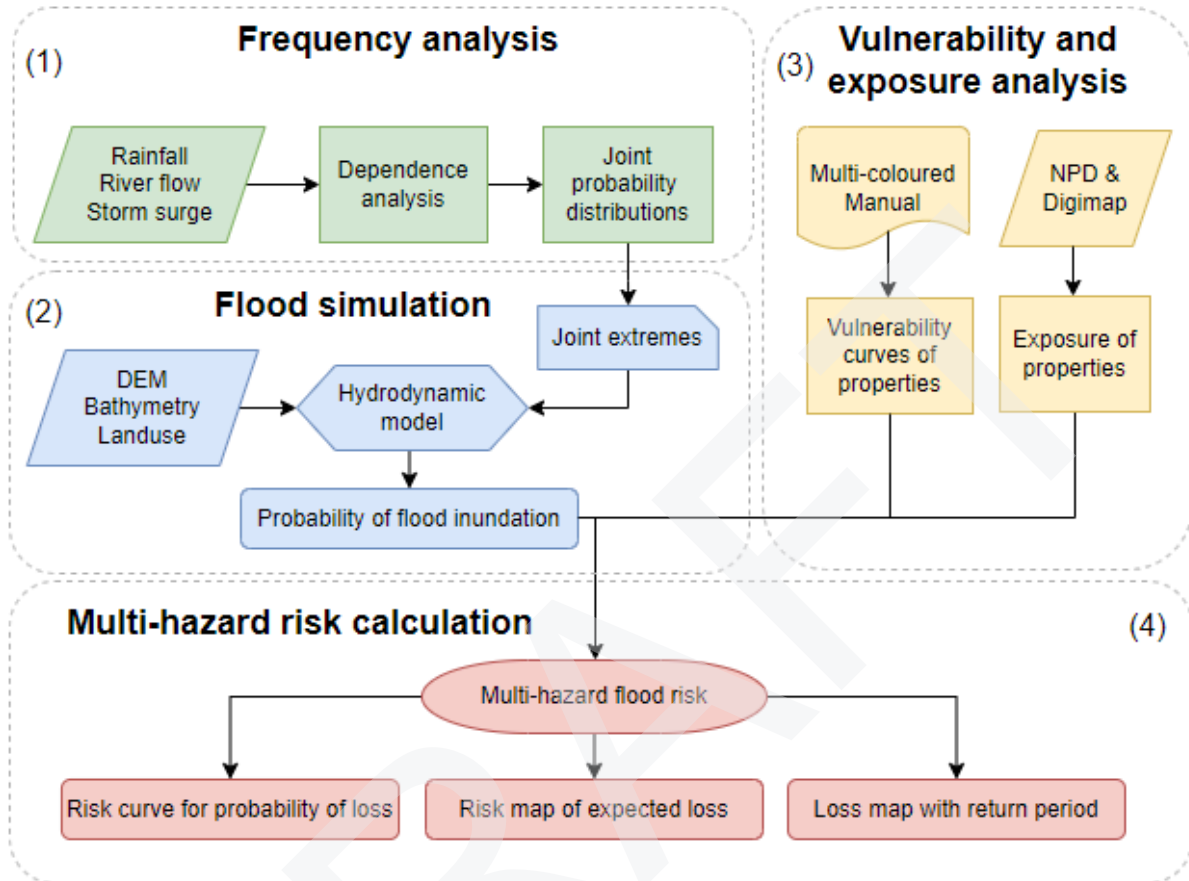 Frequency analysis
(1)
Rainfall
River flow
Storm surge
Dependence
analysis
Joint
probability
distributions
Vulnerability and
exposure analysis
(3)
Multi-coloured
Manual
NPD &
Digimap
Vulnerability
curves of
properties
Exposure of
properties
Flood simulation
(2)
Joint extremes
DEM
Bathymetry
Landuse
Hydrodynamic
model
Probability of flood inundation
Multi-hazard risk calculation
(4)
Multi-hazard flood risk
Risk curve for probability of loss
Risk map of expected loss
Loss map with return period
RAFT